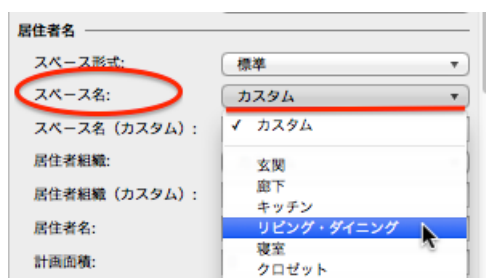 居住者名
スペース形式: 標準
スペース名: カスタム
スペース名（カスタム）: ✓ カスタム
居住者組織: 玄関
廊下
居住者組織（カスタム）: キッチン
居住者名: リビング・ダイニング
寝室
計画面積: クロゼット